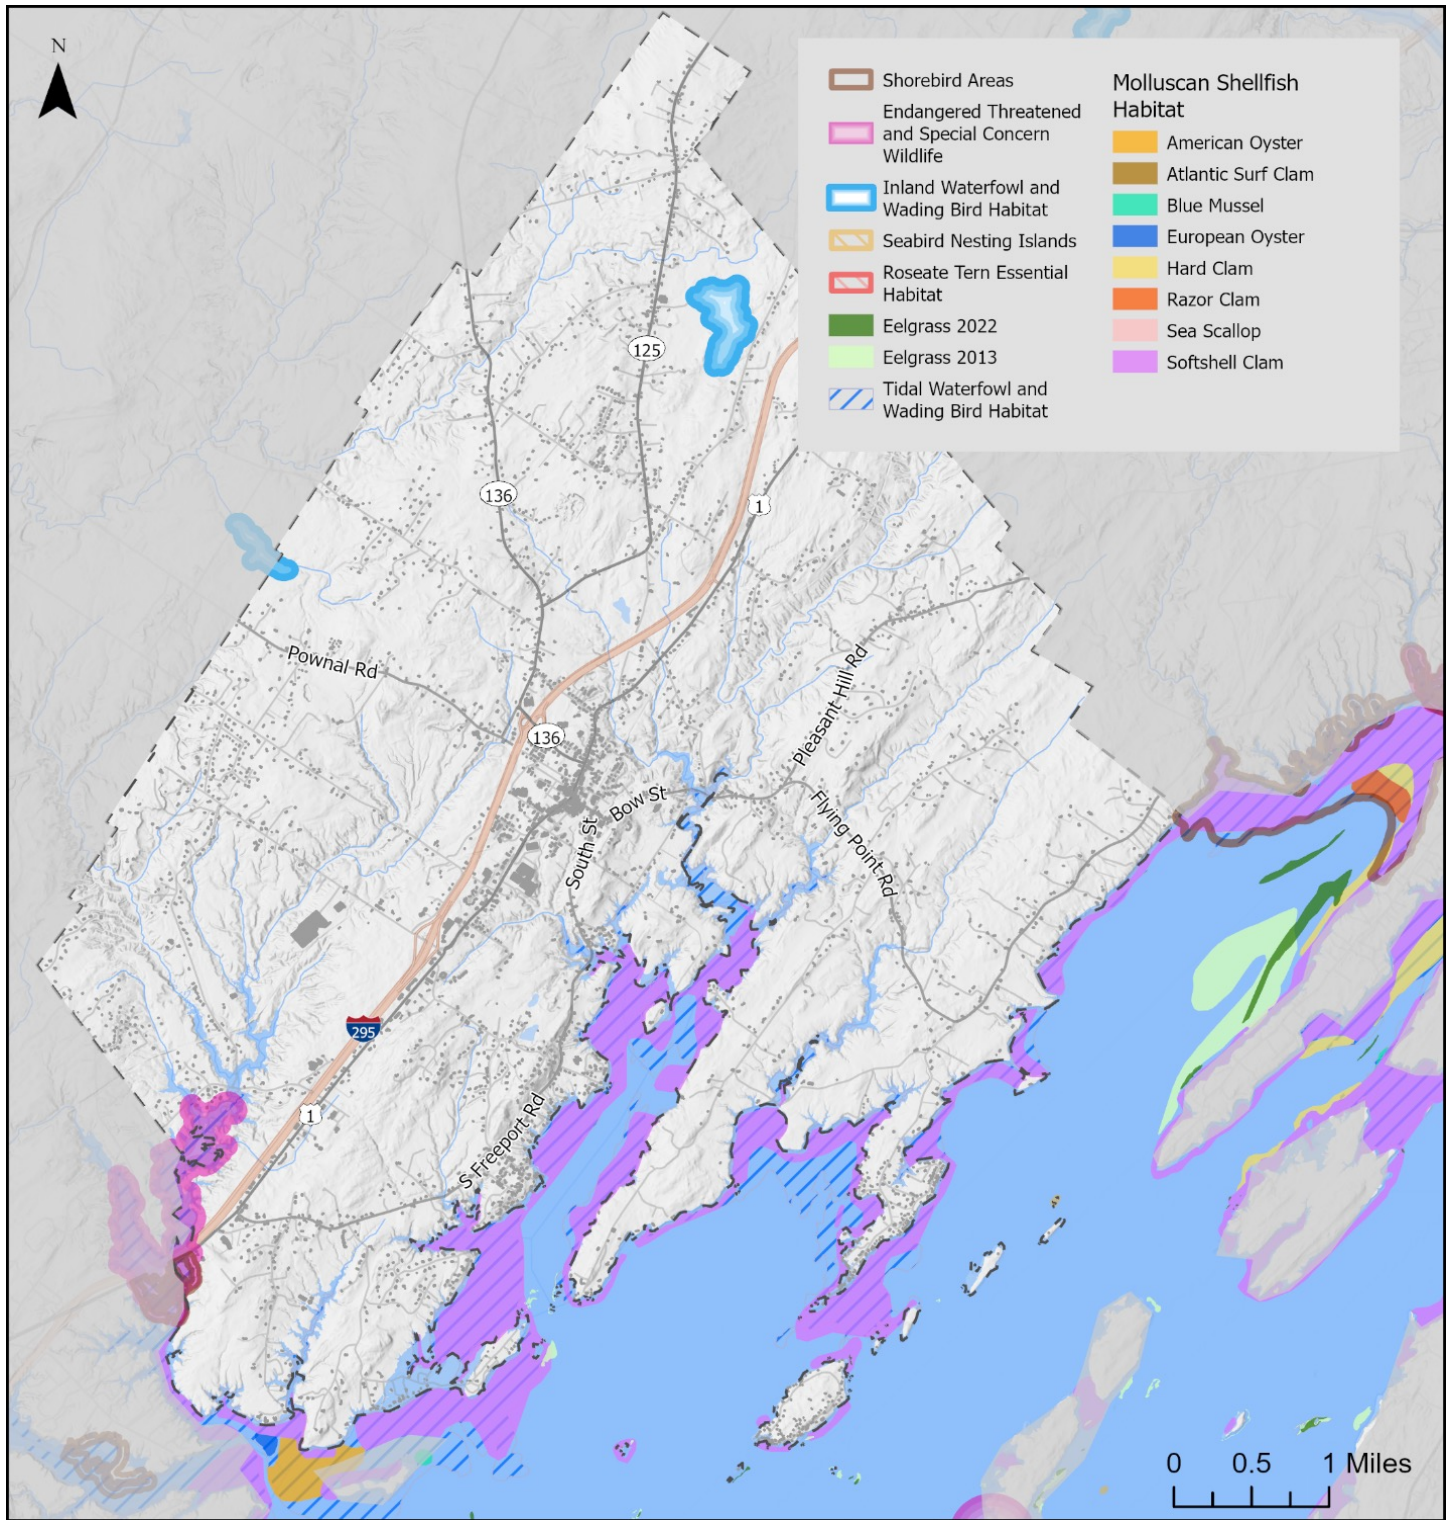 N
Shorebird Areas
Endangered Threatened
and Special Concern
Wildlife
Inland Waterfowl and
Wading Bird Habitat
Seabird Nesting Islands
Roseate Tern Essential
Habitat
Eelgrass 2022
Eelgrass 2013
Tidal Waterfowl and
Wading Bird Habitat
Molluscan Shellfish
Habitat
American Oyster
Atlantic Surf Clam
Blue Mussel
European Oyster
Hard Clam
Razor Clam
Sea Scallop
Softshell Clam
125
136
1
Pownal Rd
Pleasant Hill Rd
136
Bow St
Flying Point Rd
South St
295
1
S Freeport Rd
0 0.5 1 Miles